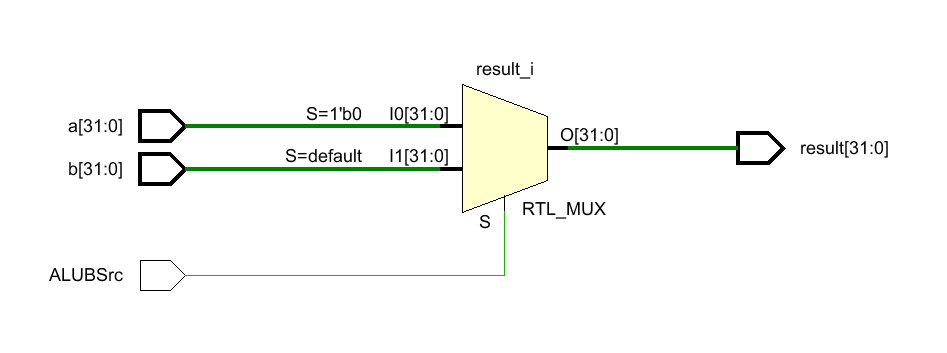 result_i
a[31:0]
S=1'b0
I0[31:0]
O[31:0]
result[31:0]
b[31:0]
S=default
I1[31:0]
S
RTL_MUX
ALUBSrc